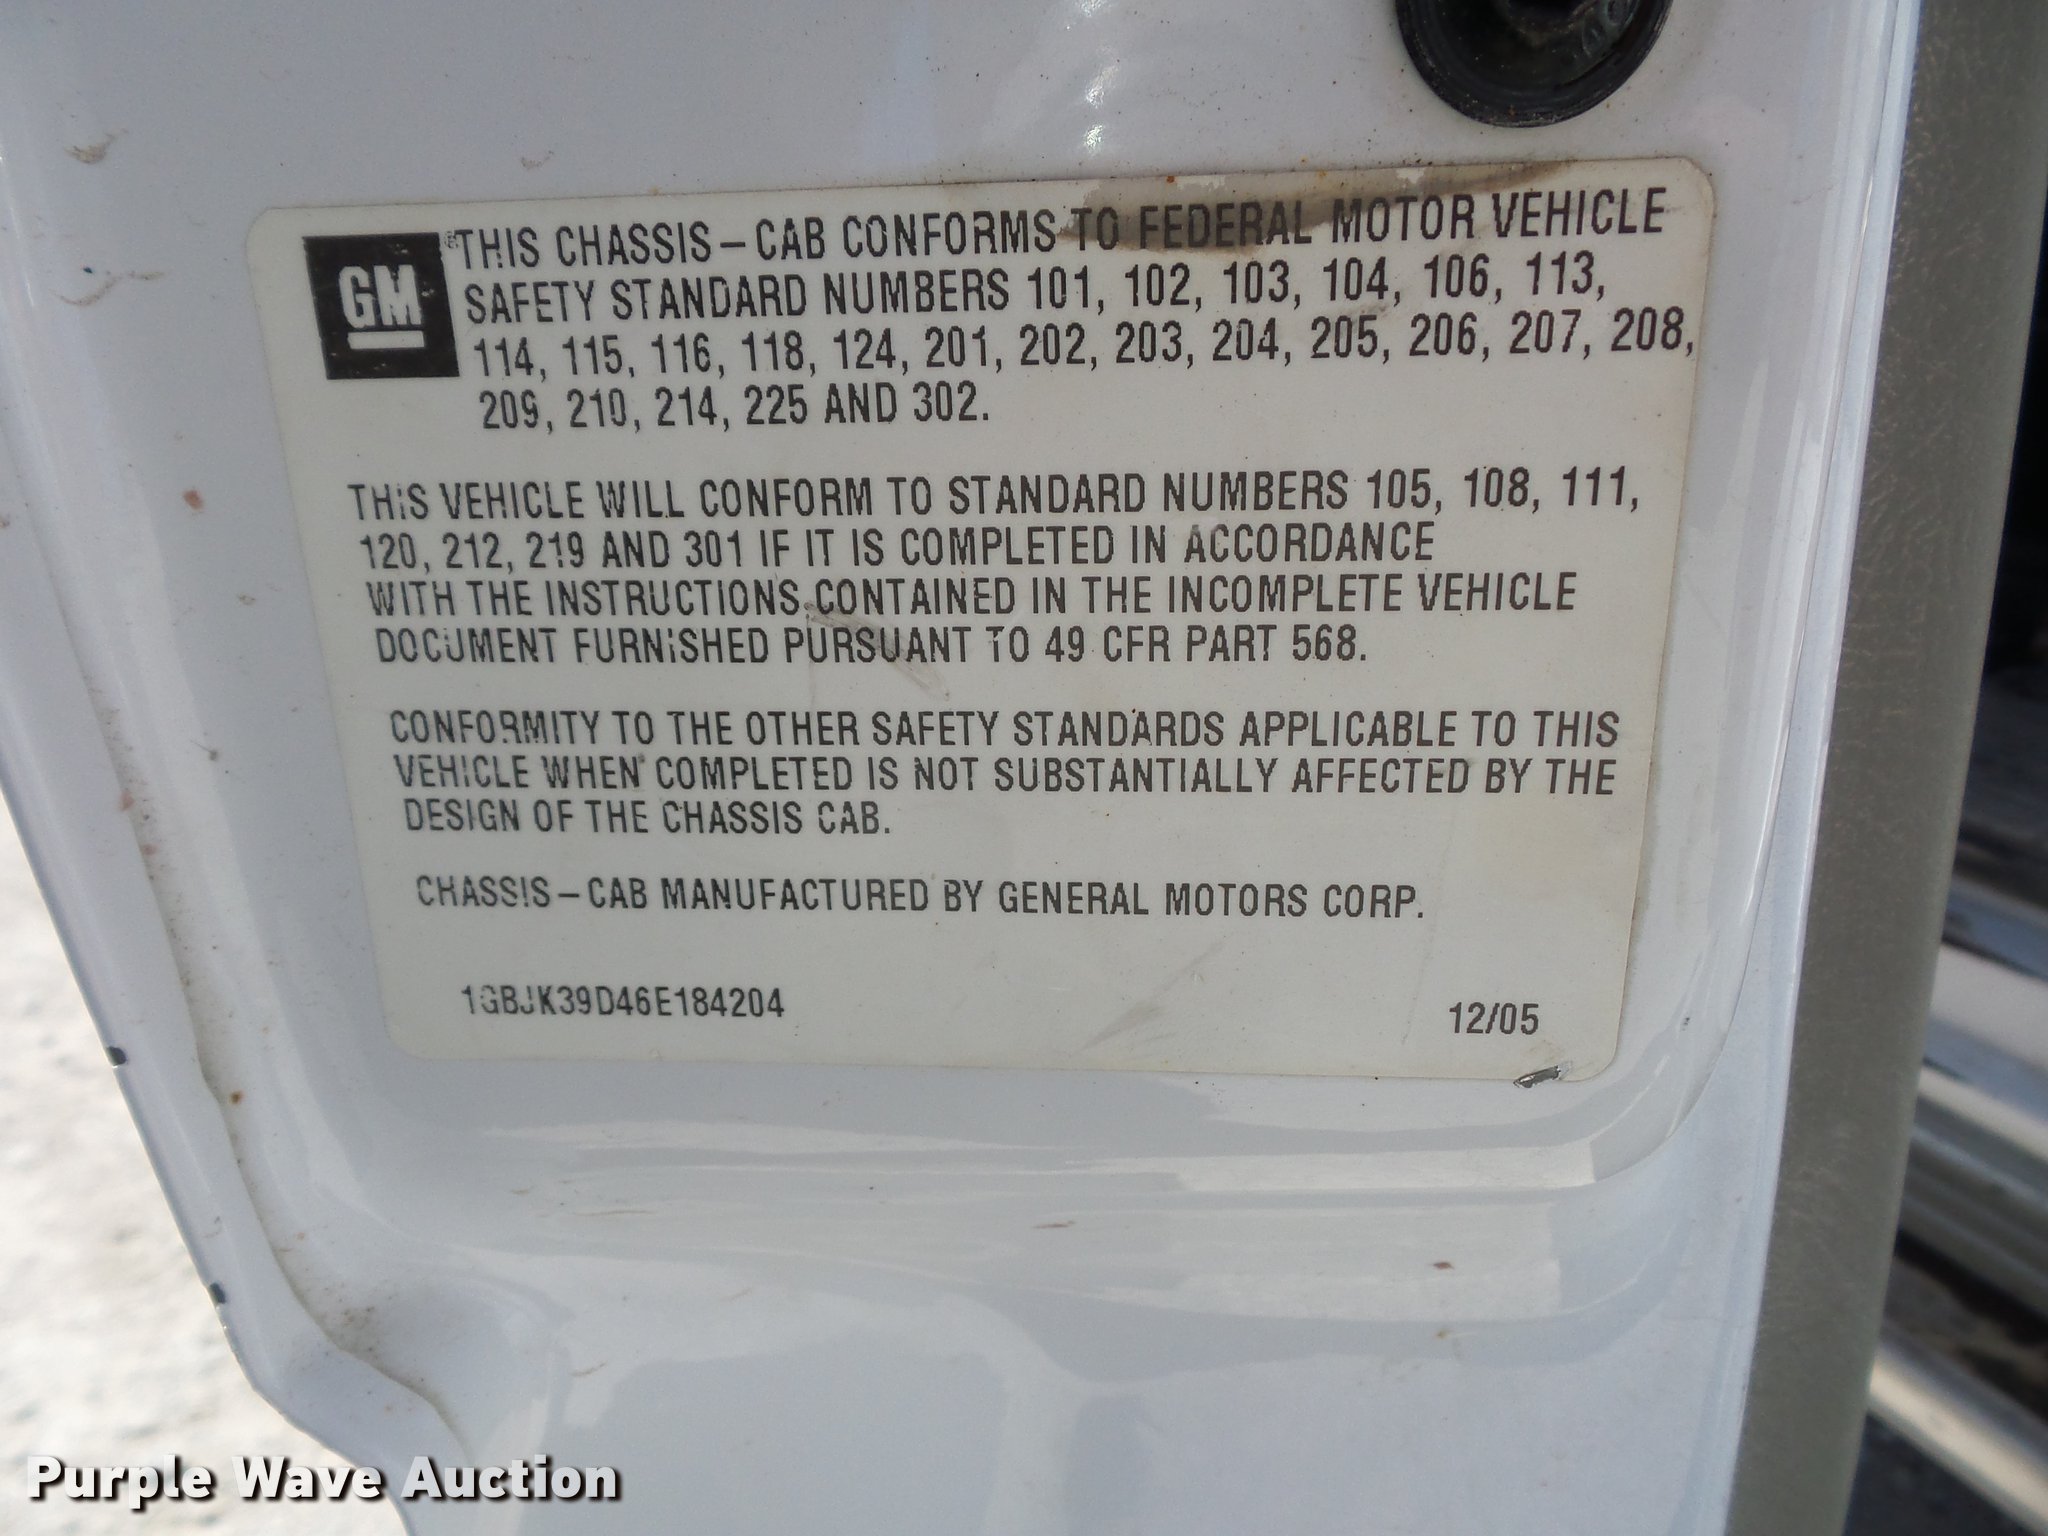 GM
®THIS CHASSIS – CAB CONFORMS TO FEDERAL MOTOR VEHICLE
SAFETY STANDARD NUMBERS 101, 102, 103, 104, 106, 113,
114, 115, 116, 118, 124, 201, 202, 203, 204, 205, 206, 207, 208,
209, 210, 214, 225 AND 302.
THIS VEHICLE WILL CONFORM TO STANDARD NUMBERS 105, 108, 111,
120, 212, 219 AND 301 IF IT IS COMPLETED IN ACCORDANCE
WITH THE INSTRUCTIONS CONTAINED IN THE INCOMPLETE VEHICLE
DOCUMENT FURNISHED PURSUANT TO 49 CFR PART 568.
CONFORMITY TO THE OTHER SAFETY STANDARDS APPLICABLE TO THIS
VEHICLE WHEN COMPLETED IS NOT SUBSTANTIALLY AFFECTED BY THE
DESIGN OF THE CHASSIS CAB.
CHASSIS – CAB MANUFACTURED BY GENERAL MOTORS CORP.
1GBJK39D46E184204
12/05
Purple Wave Auction